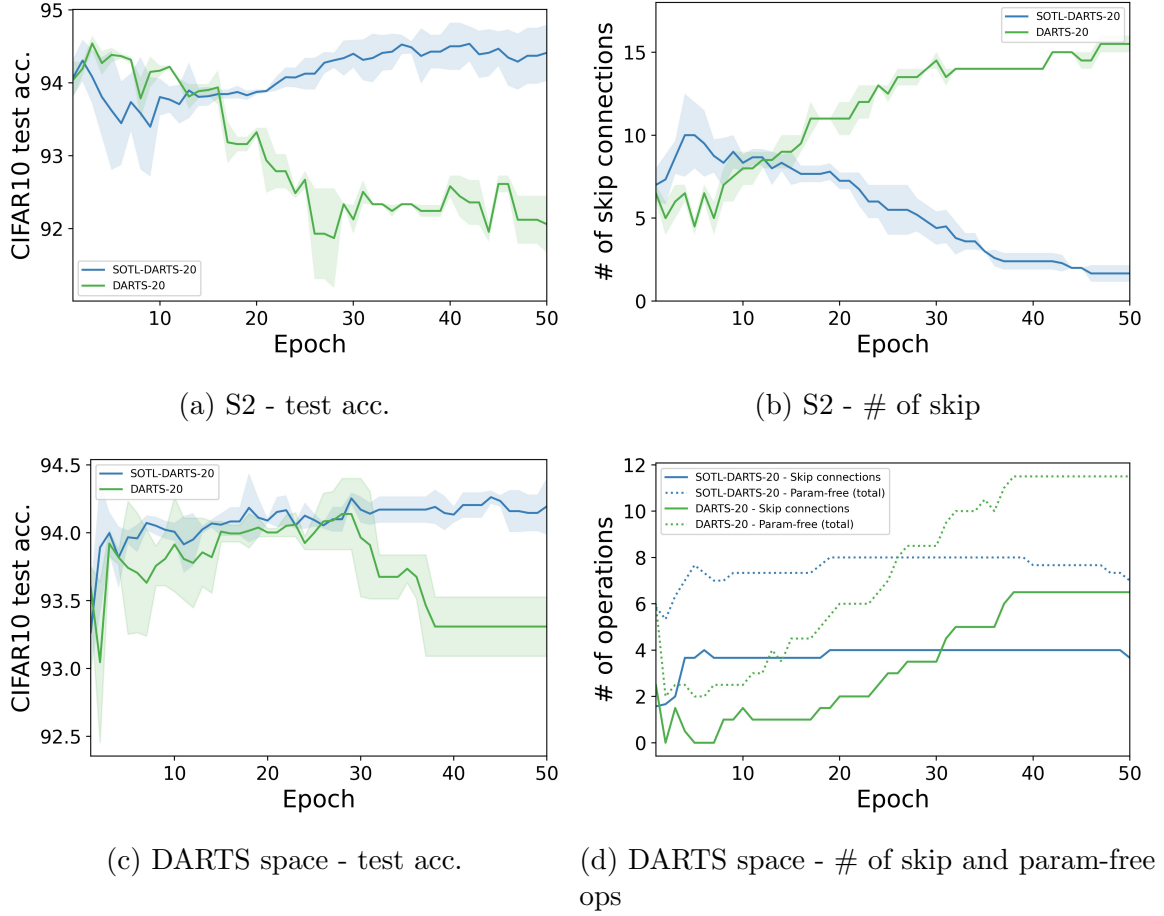 95
94
93
92
CIFAR10 test acc.
SOTL-DARTS-20
DARTS-20
10 20 30 40 50
Epoch
(a) S2 - test acc.
15
10
5
0
# of skip connections
SOTL-DARTS-20
DARTS-20
10 20 30 40 50
Epoch
(b) S2 - # of skip
94.5
94.0
93.5
93.0
92.5
CIFAR10 test acc.
SOTL-DARTS-20
DARTS-20
10 20 30 40 50
Epoch
(c) DARTS space - test acc.
12
10
8
6
4
2
0
# of operations
SOTL-DARTS-20 - Skip connections
SOTL-DARTS-20 - Param-free (total)
DARTS-20 - Skip connections
DARTS-20 - Param-free (total)
10 20 30 40 50
Epoch
(d) DARTS space - # of skip and param-free
ops